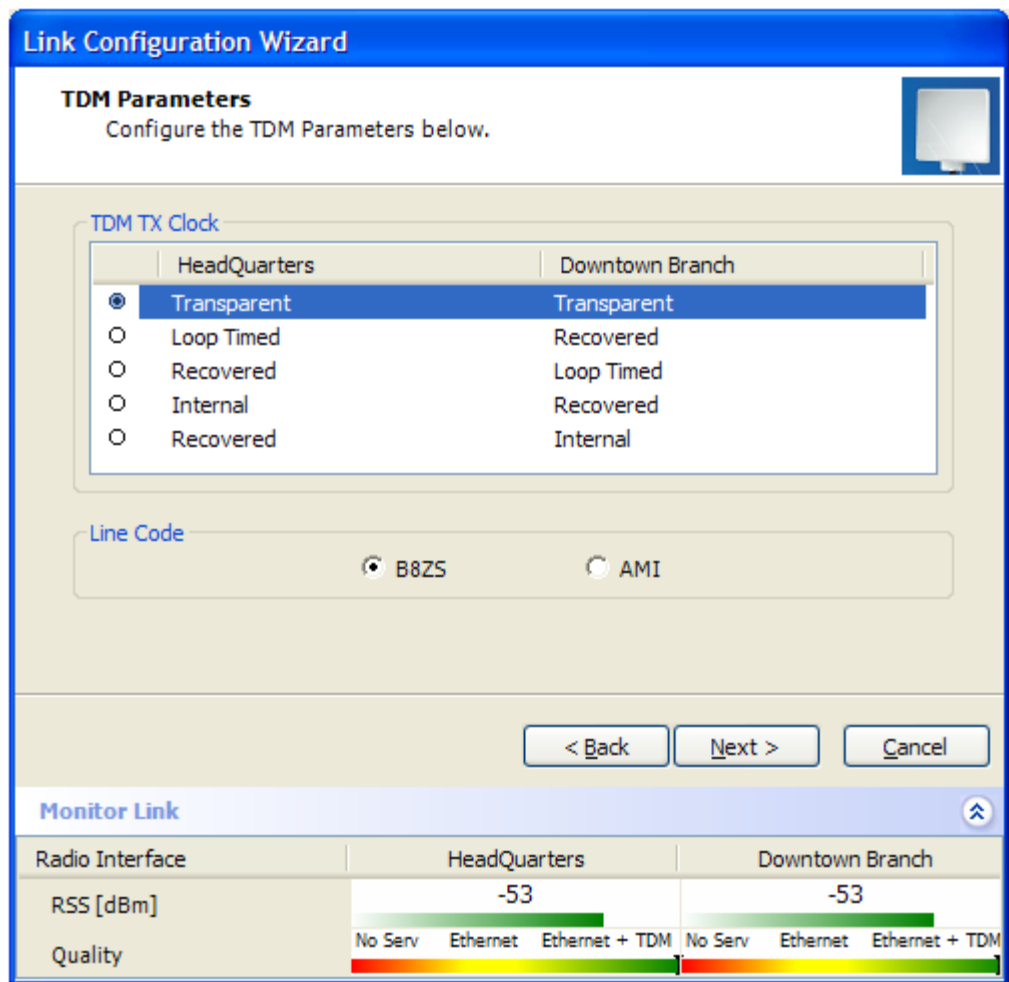 Link Configuration Wizard
TDM Parameters
Configure the TDM Parameters below.
TDM TX Clock
HeadQuarters Downtown Branch
Transparent Transparent
Loop Timed Recovered
Recovered Loop Timed
Internal Recovered
Recovered Internal
Line Code
B8ZS AMI
< Back Next > Cancel
Monitor Link
Radio Interface HeadQuarters Downtown Branch
RSS [dBm] -53 -53
Quality No Serv Ethernet Ethernet + TDM No Serv Ethernet Ethernet + TDM